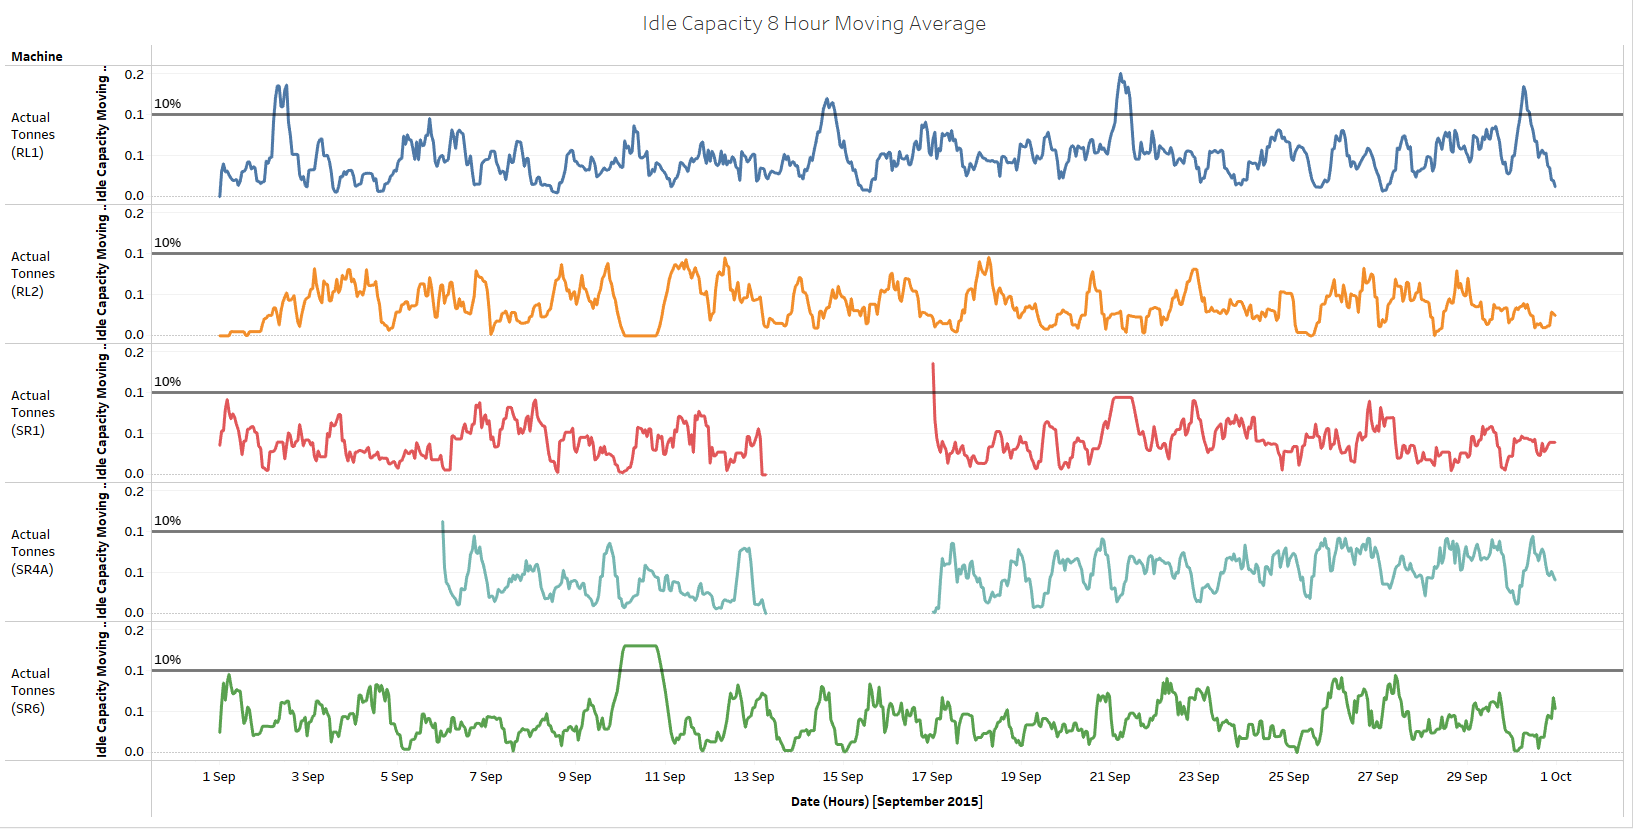 Idle Capacity 8 Hour Moving Average
Machine
Actual
Tonnes
(RL1)
Idle Capacity Moving ..
0.2
0.1
0.1
0.0
10%
Actual
Tonnes
(RL2)
Idle Capacity Moving ..
0.2
0.1
0.1
0.0
10%
Actual
Tonnes
(SR1)
Idle Capacity Moving ..
0.2
0.1
0.1
0.0
10%
Actual
Tonnes
(SR4A)
Idle Capacity Moving ..
0.2
0.1
0.1
0.0
10%
Actual
Tonnes
(SR6)
Idle Capacity Moving ..
0.2
0.1
0.1
0.0
10%
1 Sep 3 Sep 5 Sep 7 Sep 9 Sep 11 Sep 13 Sep 15 Sep 17 Sep 19 Sep 21 Sep 23 Sep 25 Sep 27 Sep 29 Sep 1 Oct
Date (Hours) [September 2015]